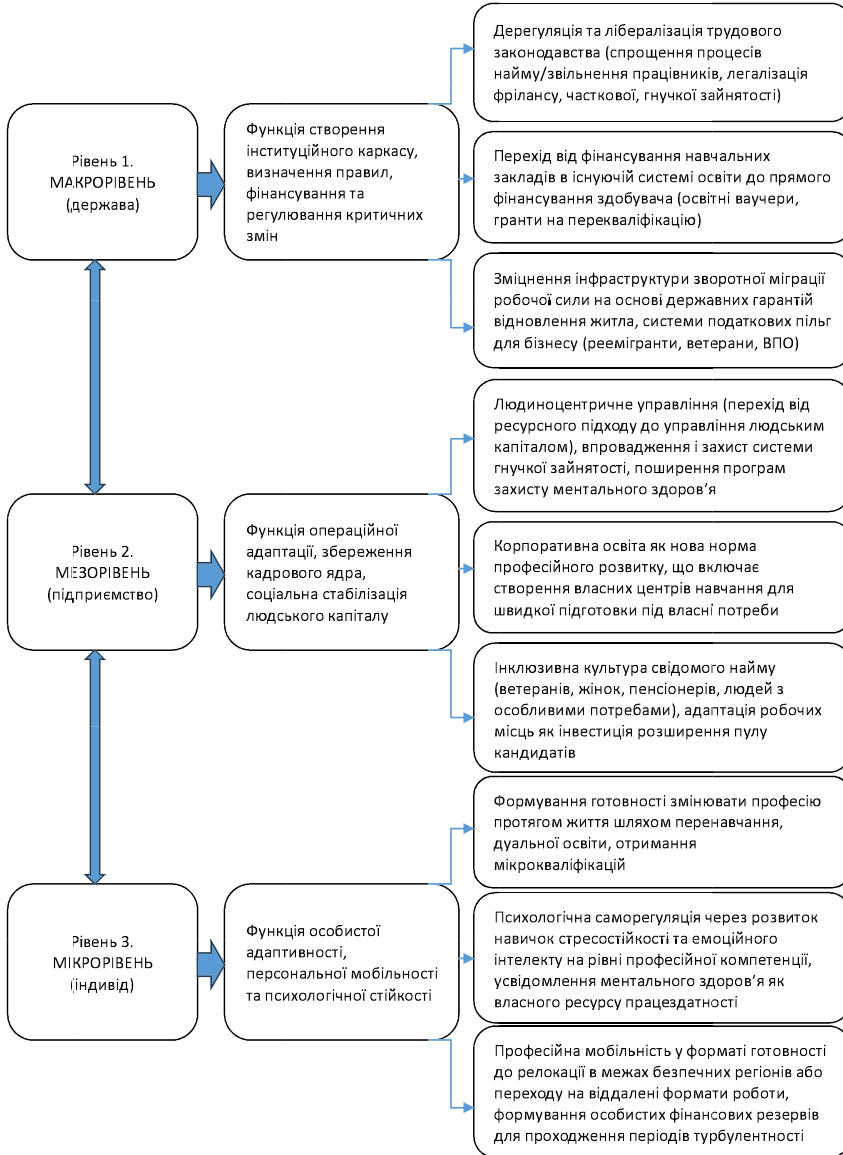 Рівень 1.
МАКРОРІВЕНЬ
(держава)
Функція створення
інституційного каркасу,
визначення правил,
фінансування та
регулювання критичних
змін
Дерегуляція та лібералізація трудового
законодавства (спрощення процесів
найму/звільнення працівників, легалізація
фрілансу, часткової, гнучкої зайнятості)
Перехід від фінансування навчальних
закладів в існуючій системі освіти до прямого
фінансування здобувача (освітні ваучери,
гранти на перекваліфікацію)
Зміцнення інфраструктури зворотної міграції
робочої сили на основі державних гарантій
відновлення житла, системи податкових пільг
для бізнесу (реемігранти, ветерани, ВПО)
Рівень 2.
МЕЗОРІВЕНЬ
(підприємство)
Функція операційної
адаптації, збереження
кадрового ядра,
соціальна стабілізація
людського капіталу
Людиноцентричне управління (перехід від
ресурсного підходу до управління людським
капіталом), впровадження і захист системи
гнучкої зайнятості, поширення програм
захисту ментального здоров’я
Корпоративна освіта як нова норма
професійного розвитку, що включає
створення власних центрів навчання для
швидкої підготовки під власні потреби
Інклюзивна культура свідомого найму
(ветеранів, жінок, пенсіонерів, людей з
особливими потребами), адаптація робочих
місць як інвестиція розширення пулу
кандидатів
Рівень 3.
МІКРОРІВЕНЬ
(індивід)
Функція особистої
адаптивності,
персональної мобільності
та психологічної стійкості
Формування готовності змінювати професію
протягом життя шляхом перенавчання,
дуальної освіти, отримання
мікрокваліфікацій
Психологічна саморегуляція через розвиток
навичок стресостійкості та емоційного
інтелекту на рівні професійної компетенції,
усвідомлення ментального здоров’я як
власного ресурсу працездатності
Професійна мобільність у форматі готовності
до релокації в межах безпечних регіонів або
переходу на віддалені формати роботи,
формування особистих фінансових резервів
для проходження періодів турбулентності